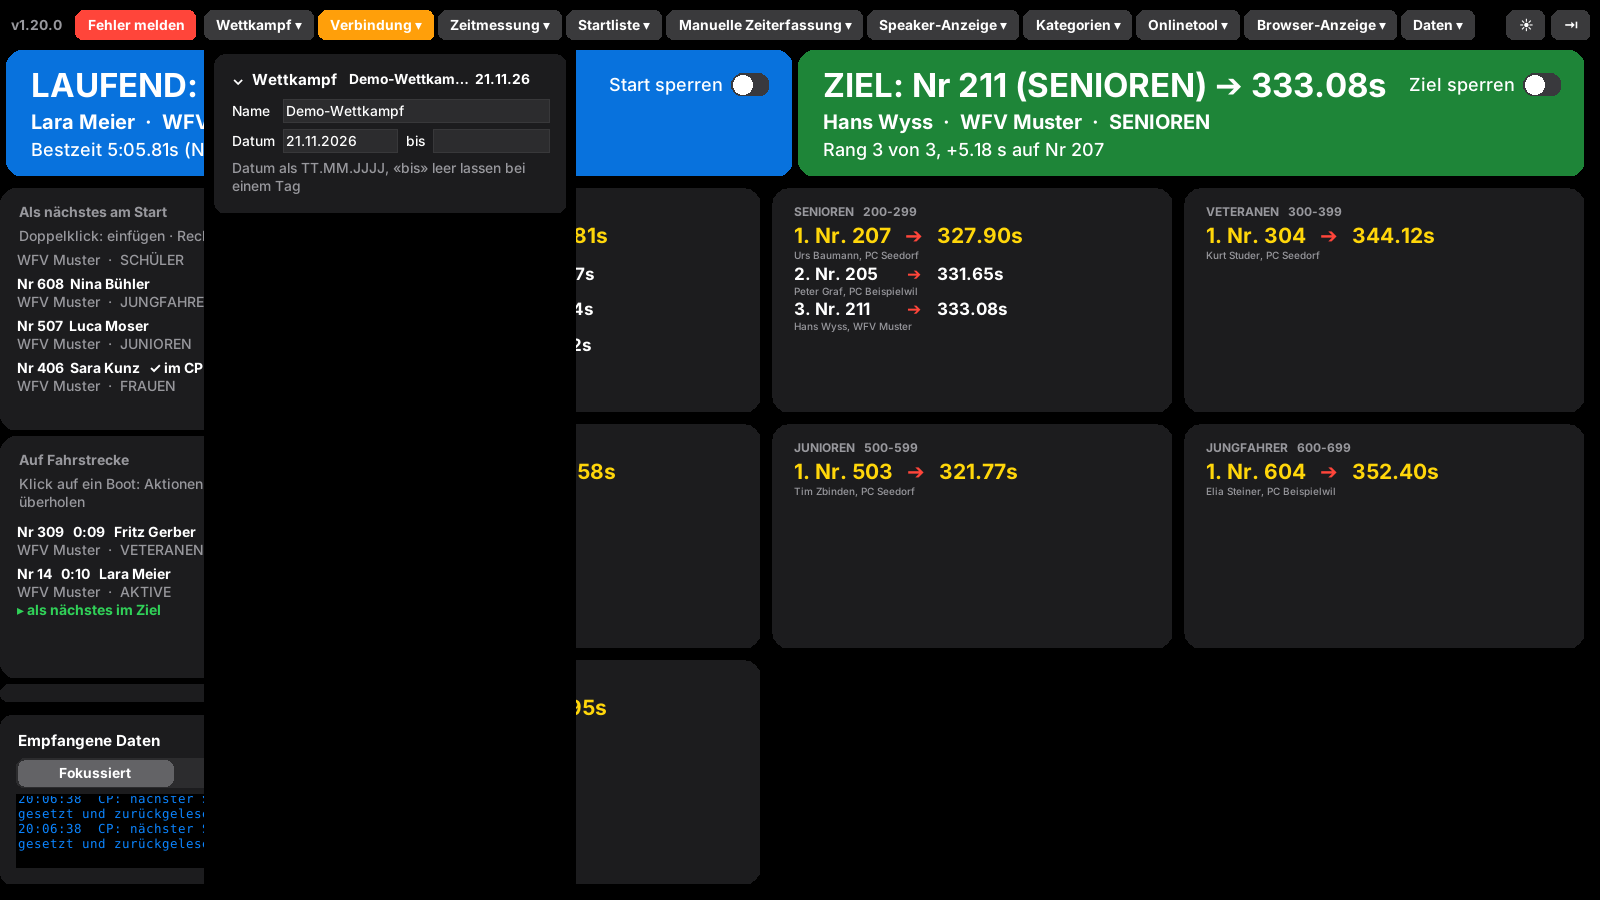 v1.20.0 Fehler melden Wettkampf ▾ Verbindung ▾ Zeitmessung ▾ Startliste ▾ Manuelle Zeiterfassung ▾ Speaker-Anzeige ▾ Kategorien ▾ Onlinetool ▾ Browser-Anzeige ▾ Daten ▾
LAUFEND:
Lara Meier · WFV
Bestzeit 5:05.81s (N
Start sperren
ZIEL: Nr 211 (SENIOREN) ➔ 333.08s
Ziel sperren
Hans Wyss · WFV Muster · SENIOREN
Rang 3 von 3, +5.18 s auf Nr 207
Wettkampf Demo-Wettkam... 21.11.26
Name Demo-Wettkampf
Datum 21.11.2026 bis
Datum als TT.MM.JJJJ, «bis» leer lassen bei
einem Tag
Als nächstes am Start
Doppelklick: einfügen · Rec
WFV Muster · SCHÜLER
Nr 608 Nina Bühler
WFV Muster · JUNGFAHRE
Nr 507 Luca Moser
WFV Muster · JUNIOREN
Nr 406 Sara Kunz ✓ im CP
WFV Muster · FRAUEN
Auf Fahrstrecke
Klick auf ein Boot: Aktionen
überholen
Nr 309 0:09 Fritz Gerber
WFV Muster · VETERANEN
Nr 14 0:10 Lara Meier
WFV Muster · AKTIVE
▸ als nächstes im Ziel
Empfangene Daten
Fokussiert
20:06:38 CP: nächster
gesetzt und zurückgeles
20:06:38 CP: nächster
gesetzt und zurückgeles
81s
7s
4s
2s
58s
95s
SENIOREN 200-299
1. Nr. 207 ➔ 327.90s
Urs Baumann, PC Seedorf
2. Nr. 205 ➔ 331.65s
Peter Graf, PC Beispielwil
3. Nr. 211 ➔ 333.08s
Hans Wyss, WFV Muster
VETERANEN 300-399
1. Nr. 304 ➔ 344.12s
Kurt Studer, PC Seedorf
JUNIOREN 500-599
1. Nr. 503 ➔ 321.77s
Tim Zbinden, PC Seedorf
JUNGFAHRER 600-699
1. Nr. 604 ➔ 352.40s
Elia Steiner, PC Beispielwil